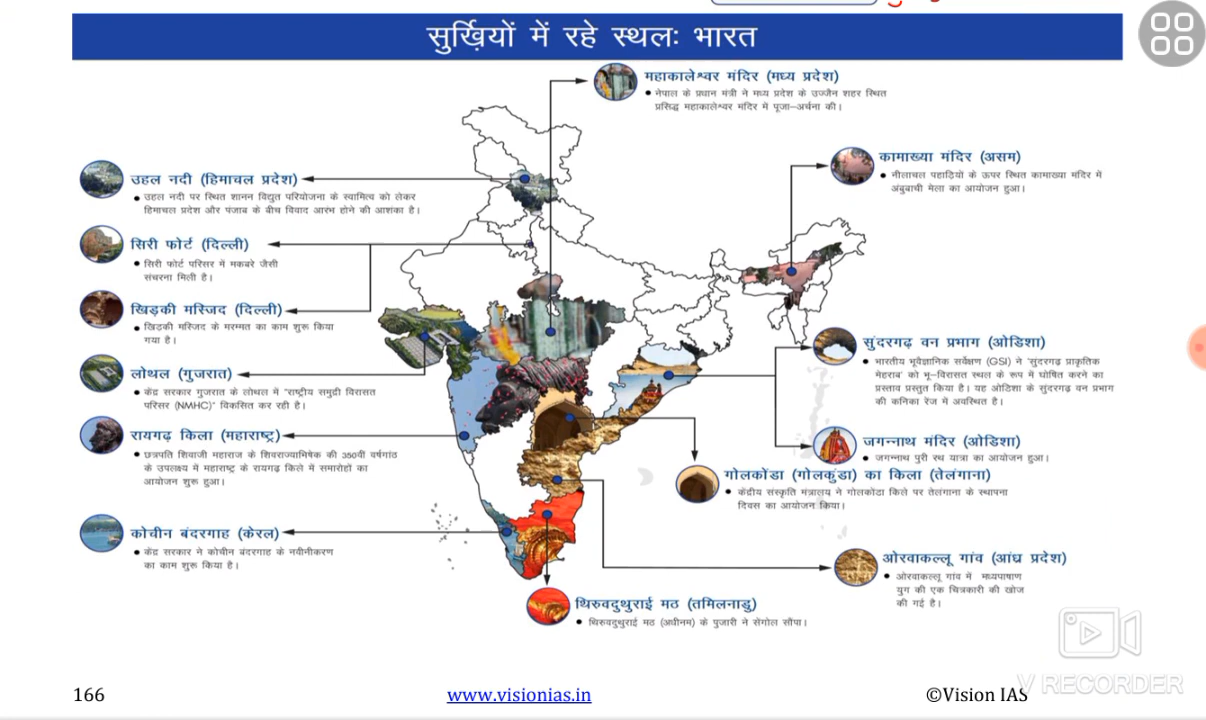 सुर्ख़ियों में रहे स्थलः भारत
महाकालेश्वर मंदिर (मध्य प्रदेश)
• नेपाल के प्रधान मंत्री ने मध्य प्रदेश के उज्जैन शहर स्थित
प्रसिद्ध महाकालेश्वर मंदिर में पूजा–अर्चना की।
कामाख्या मंदिर (असम)
• नीलाचल पहाड़ियों के ऊपर स्थित कामाख्या मंदिर में
अंबुबाची मेला का आयोजन हुआ।
उहल नदी (हिमाचल प्रदेश)
• उहल नदी पर स्थित शानन विद्युत परियोजना के स्वामित्व को लेकर
हिमाचल प्रदेश और पंजाब के बीच विवाद आरंभ होने की आशंका है।
सिरी फोर्ट (दिल्ली)
• सिरी फोर्ट परिसर में मकबरे जैसी
संरचना मिली है।
खिड़की मस्जिद (दिल्ली)
• खिडकी मस्जिद के मरम्मत का काम शुरू किया
गया है।
लोथल (गुजरात)
• केंद्र सरकार गुजरात के लोथल में "राष्ट्रीय समुद्री विरासत
परिसर (NMHC)" विकसित कर रही है।
रायगढ़ किला (महाराष्ट्र)
• छत्रपति शिवाजी महाराज के शिवराज्याभिषेक की 350वीं वर्षगांठ
के उपलक्ष्य में महाराष्ट्र के रायगढ़ किले में समारोहों का
आयोजन शुरू हुआ।
कोचीन बंदरगाह (केरल)
• केंद्र सरकार ने कोचीन बंदरगाह के नवीनीकरण
का काम शुरू किया है।
सुंदरगढ़ वन प्रभाग (ओडिशा)
• भारतीय भूवैज्ञानिक सर्वेक्षण (GSI) ने 'सुंदरगढ़ प्राकृतिक
मेहराब' को भू–विरासत स्थल के रूप में घोषित करने का
प्रस्ताव प्रस्तुत किया है। यह ओडिशा के सुंदरगढ़ वन प्रभाग
की कनिका रेंज में अवस्थित है।
जगन्नाथ मंदिर (ओडिशा)
• जगन्नाथ पुरी रथ यात्रा का आयोजन हुआ।
गोलकोंडा (गोलकुंडा) का किला (तेलंगाना)
• केंद्रीय संस्कृति मंत्रालय ने गोलकोंडा किले पर तेलंगाना के स्थापना
दिवस का आयोजन किया।
ओरवाकल्लू गांव (आंध्र प्रदेश)
• ओरवाकल्लू गांव में मध्यपाषाण
युग की एक चित्रकारी की खोज
की गई है।
थिरुवदुथुराई मठ (तमिलनाडु)
• थिरुवदुथुराई मठ (अधीनम) के पुजारी ने सेंगोल सौंपा।
166
www.visionias.in
©Vision IAS
V RECORDER